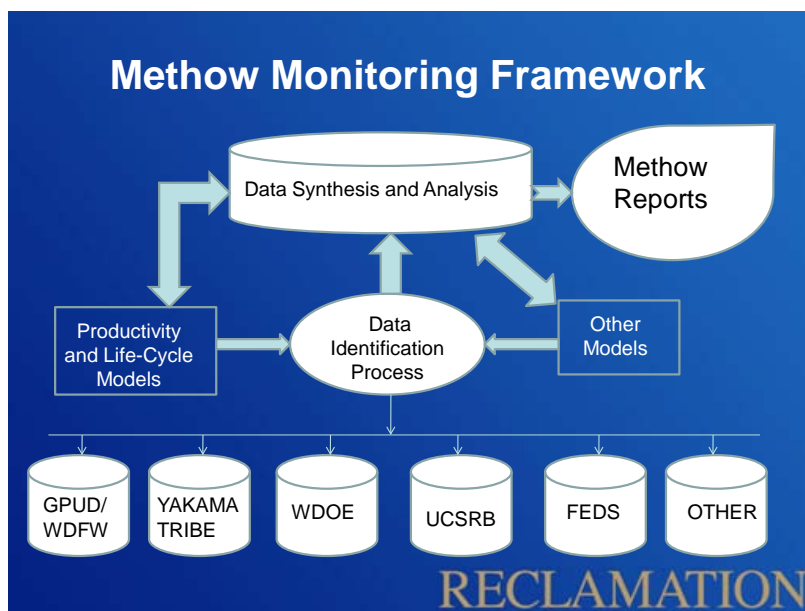 Methow Monitoring Framework
Data Synthesis and Analysis
Methow
Reports
Productivity
and Life-Cycle
Models
Data
Identification
Process
Other
Models
GPUD/
WDFW
YAKAMA
TRIBE
WDOE
UCSRB
FEDS
OTHER
RECLAMATION